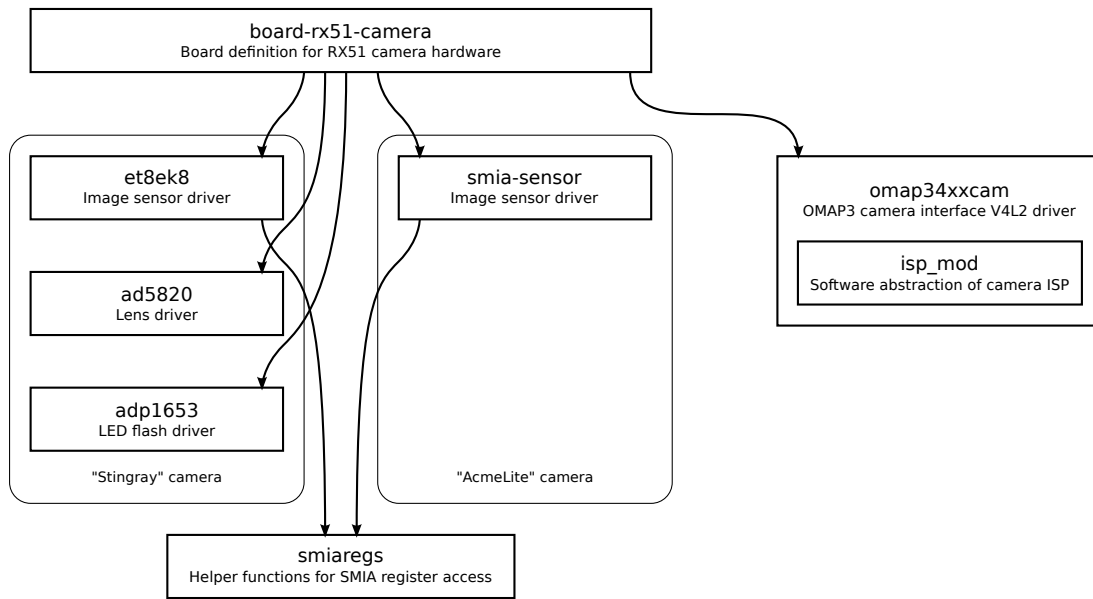 board-rx51-camera
Board definition for RX51 camera hardware
et8ek8
Image sensor driver
ad5820
Lens driver
adp1653
LED flash driver
"Stingray" camera
smia-sensor
Image sensor driver
"AcmeLite" camera
omap34xxcam
OMAP3 camera interface V4L2 driver
isp_mod
Software abstraction of camera ISP
smiaregs
Helper functions for SMIA register access